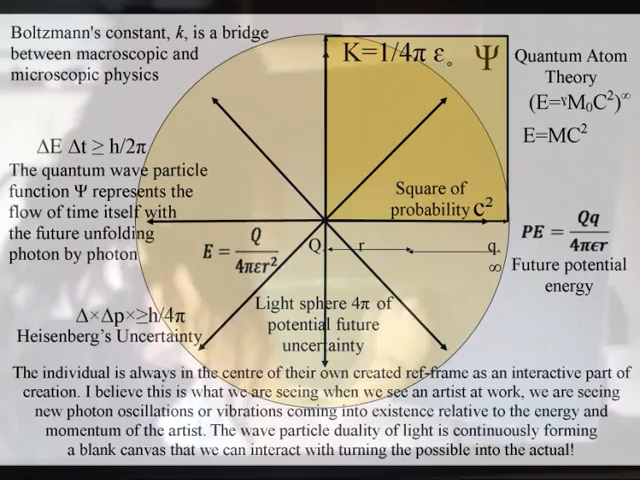 Boltzmann's constant, k, is a bridge
between macroscopic and
microscopic physics
K=1/4π ε。
Ψ
Quantum Atom
Theory
(E=ˠM₀C²)∞
E=MC²
ΔE Δt ≥ h/2π
The quantum wave particle
function Ψ represents the
flow of time itself with
the future unfolding
photon by photon
Square of
probability c²
E = Q/4πεr²
Q
r
q
∞
PE = Qq/4πεr
Future potential
energy
Light sphere 4π of
potential future
uncertainty
Δ×Δp×≥h/4π
Heisenberg's Uncertainty
The individual is always in the centre of their own created ref-frame as an interactive part of
creation. I believe this is what we are seeing when we see an artist at work, we are seeing
new photon oscillations or vibrations coming into existence relative to the energy and
momentum of the artist. The wave particle duality of light is continuously forming
a blank canvas that we can interact with turning the possible into the actual!